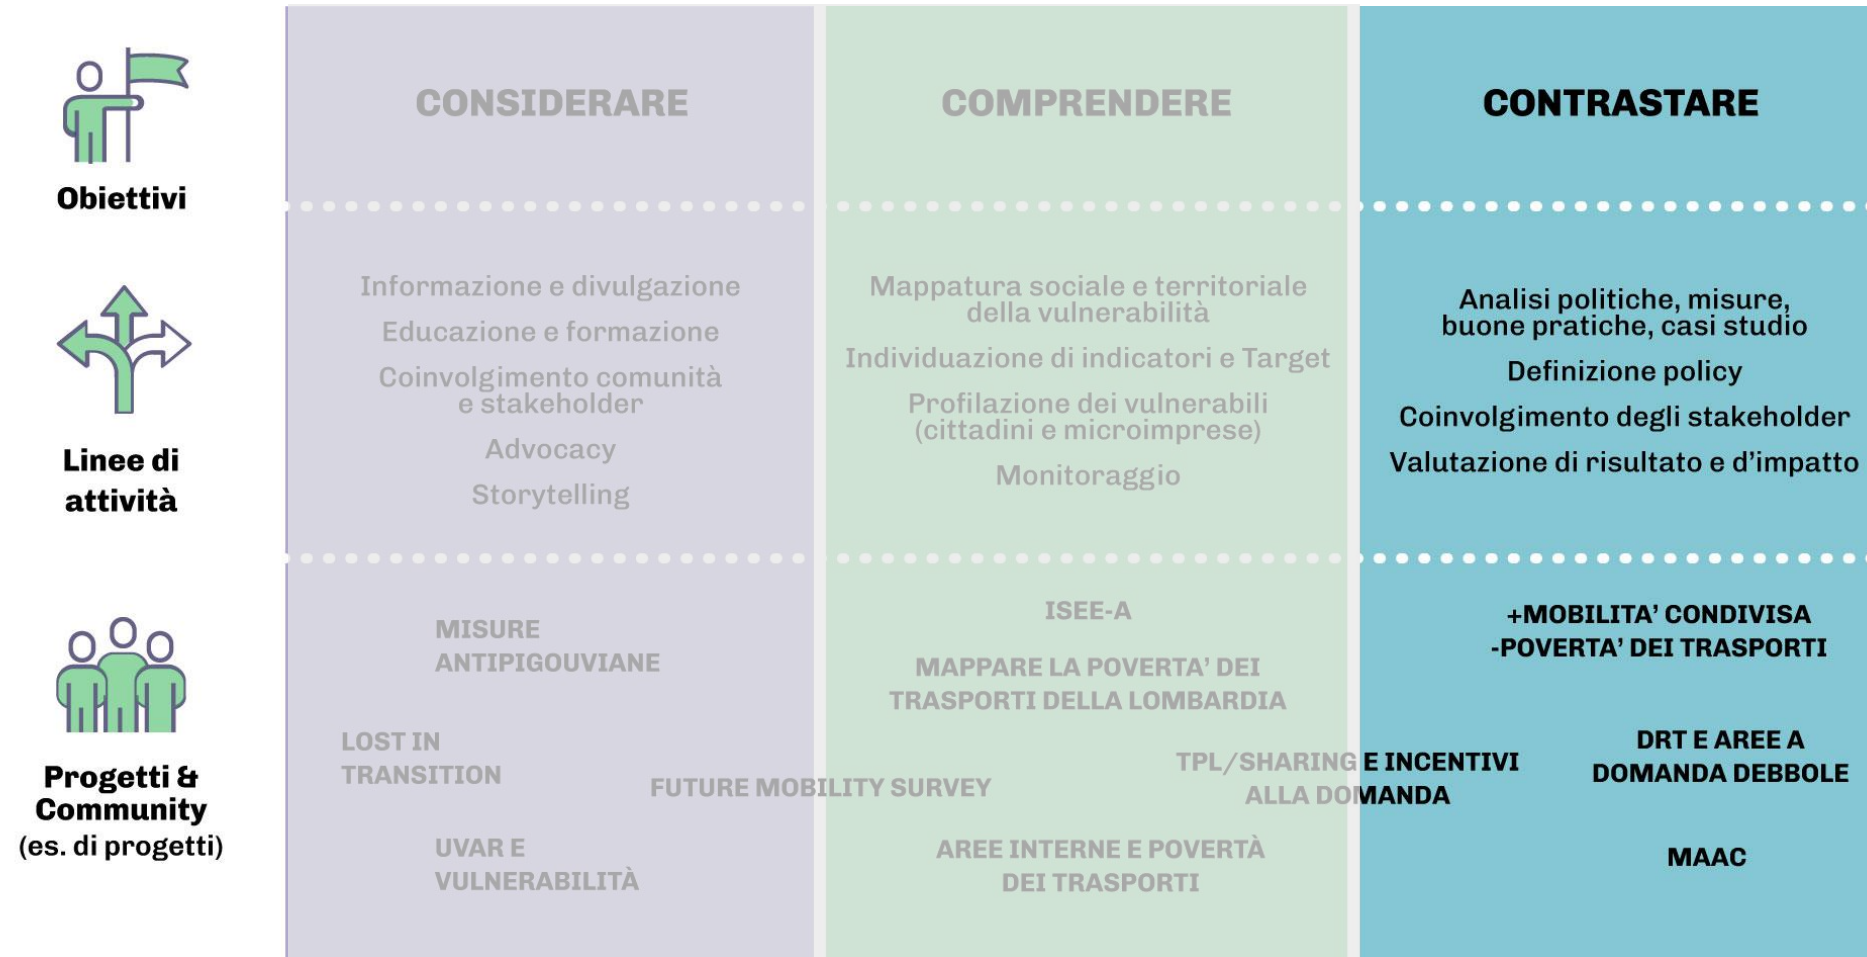 Obiettivi
CONSIDERARE
COMPRENDERE
CONTRASTARE
Linee di
attività
Informazione e divulgazione
Educazione e formazione
Coinvolgimento comunità
e stakeholder
Advocacy
Storytelling
Mappatura sociale e territoriale
della vulnerabilità
Individuazione di indicatori e Target
Profilazione dei vulnerabili
(cittadini e microimprese)
Monitoraggio
Analisi politiche, misure,
buone pratiche, casi studio
Definizione policy
Coinvolgimento degli stakeholder
Valutazione di risultato e d'impatto
Progetti &
Community
(es. di progetti)
MISURE
ANTIPIGOUVIANE
LOST IN
TRANSITION
FUTURE MOBILITY SURVEY
UVAR E
VULNERABILITÀ
ISEE-A
MAPPARE LA POVERTA' DEI
TRASPORTI DELLA LOMBARDIA
TPL/SHARING E INCENTIVI
ALLA DOMANDA
AREE INTERNE E POVERTÀ
DEI TRASPORTI
+MOBILITA' CONDIVISA
-POVERTA' DEI TRASPORTI
DRT E AREE A
DOMANDA DEBBOLE
MAAC